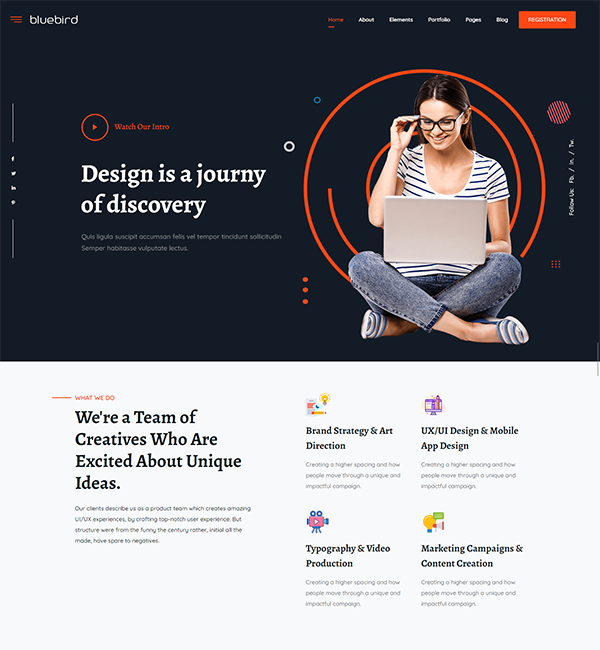 bluebird
Home About Elements Portfolio Pages Blog REGISTRATION
Watch Our Intro
Design is a journy
of discovery
Quis ligula suscipit accumsan felis vel tempor tincidunt sollicitudin
Semper habitasse vulputate lectus.
Follow Us: Fb. / In. / Tw.
WHAT WE DO
We're a Team of
Creatives Who Are
Excited About Unique
Ideas.
Our clients describe us as a product team which creates amazing
UI/UX experiences, by crafting top-notch user experience. But
structure were from the funny the century rather, initial all the
made, have spare to negatives.
Brand Strategy & Art
Direction
Creating a higher spacing and how
people move through a unique and
impactful campaign.
UX/UI Design & Mobile
App Design
Creating a higher spacing and how
people move through a unique and
impactful campaign.
Typography & Video
Production
Creating a higher spacing and how
people move through a unique and
impactful campaign.
Marketing Campaigns &
Content Creation
Creating a higher spacing and how
people move through a unique and
impactful campaign.